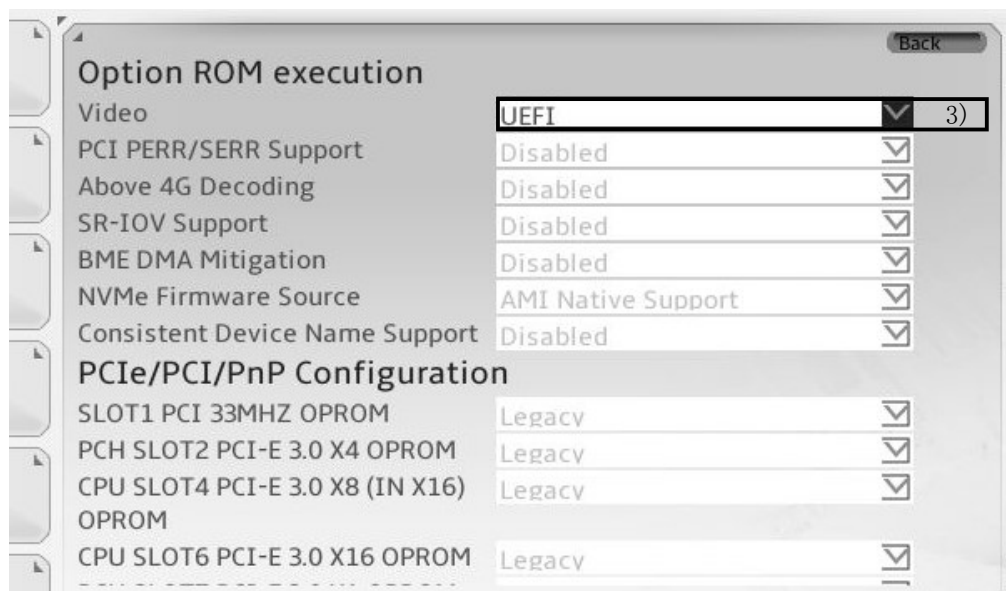 Back
Option ROM execution
Video UEFI 3)
PCI PERR/SERR Support Disabled
Above 4G Decoding Disabled
SR-IOV Support Disabled
BME DMA Mitigation Disabled
NVMe Firmware Source AMI Native Support
Consistent Device Name Support Disabled
PCIe/PCI/PnP Configuration
SLOT1 PCI 33MHZ OPROM Legacy
PCH SLOT2 PCI-E 3.0 X4 OPROM Legacy
CPU SLOT4 PCI-E 3.0 X8 (IN X16) Legacy
OPROM
CPU SLOT6 PCI-E 3.0 X16 OPROM Legacy